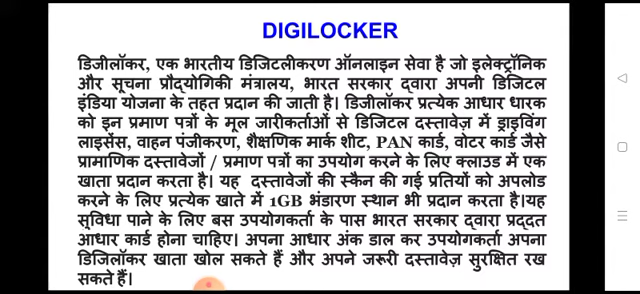 DIGILOCKER
डिजीलॉकर, एक भारतीय डिजिटलीकरण ऑनलाइन सेवा है जो इलेक्ट्रॉनिक
और सूचना प्रौद्योगिकी मंत्रालय, भारत सरकार द्वारा अपनी डिजिटल
इंडिया योजना के तहत प्रदान की जाती है। डिजीलॉकर प्रत्येक आधार धारक
को इन प्रमाण पत्रों के मूल जारीकर्ताओं से डिजिटल दस्तावेज़ में ड्राइविंग
लाइसेंस, वाहन पंजीकरण, शैक्षणिक मार्क शीट, PAN कार्ड, वोटर कार्ड जैसे
प्रामाणिक दस्तावेजों / प्रमाण पत्रों का उपयोग करने के लिए क्लाउड में एक
खाता प्रदान करता है। यह दस्तावेजों की स्कैन की गई प्रतियों को अपलोड
करने के लिए प्रत्येक खाते में 1GB भंडारण स्थान भी प्रदान करता है।यह
सुविधा पाने के लिए बस उपयोगकर्ता के पास भारत सरकार द्वारा प्रद्दत
आधार कार्ड होना चाहिए। अपना आधार अंक डाल कर उपयोगकर्ता अपना
डिजिलॉकर खाता खोल सकते हैं और अपने जरूरी दस्तावेज़ सुरक्षित रख
सकते हैं।